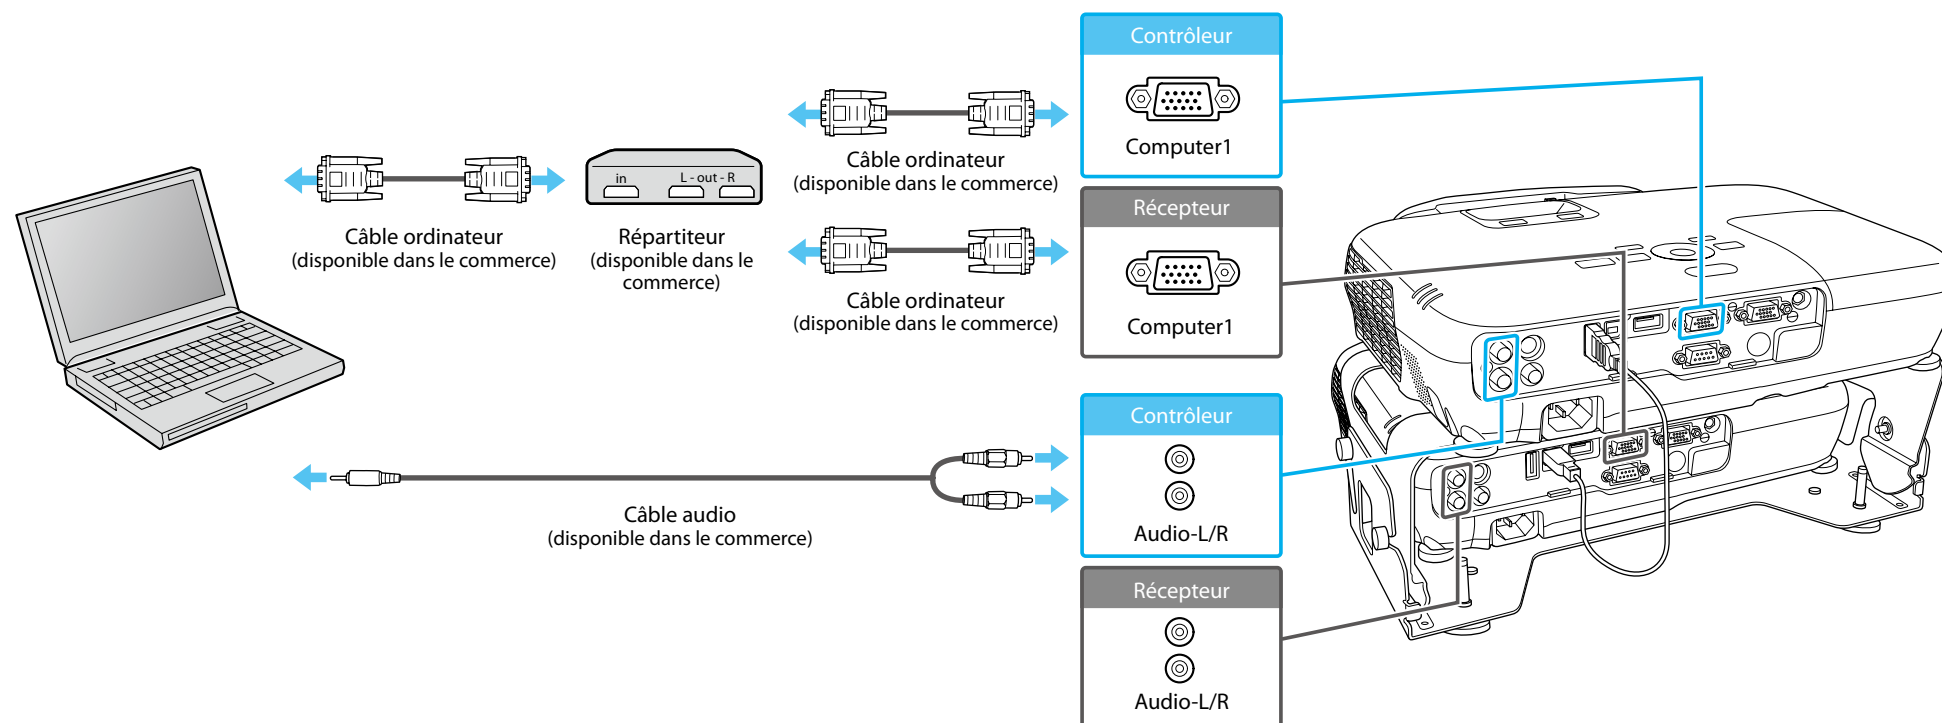 Contrôleur
Computer1
Câble ordinateur
(disponible dans le commerce)
in
L - out - R
Récepteur
Câble ordinateur
(disponible dans le commerce)
Répartiteur
(disponible dans le
commerce)
Câble ordinateur
(disponible dans le commerce)
Computer1
Contrôleur
Audio-L/R
Câble audio
(disponible dans le commerce)
Récepteur
Audio-L/R